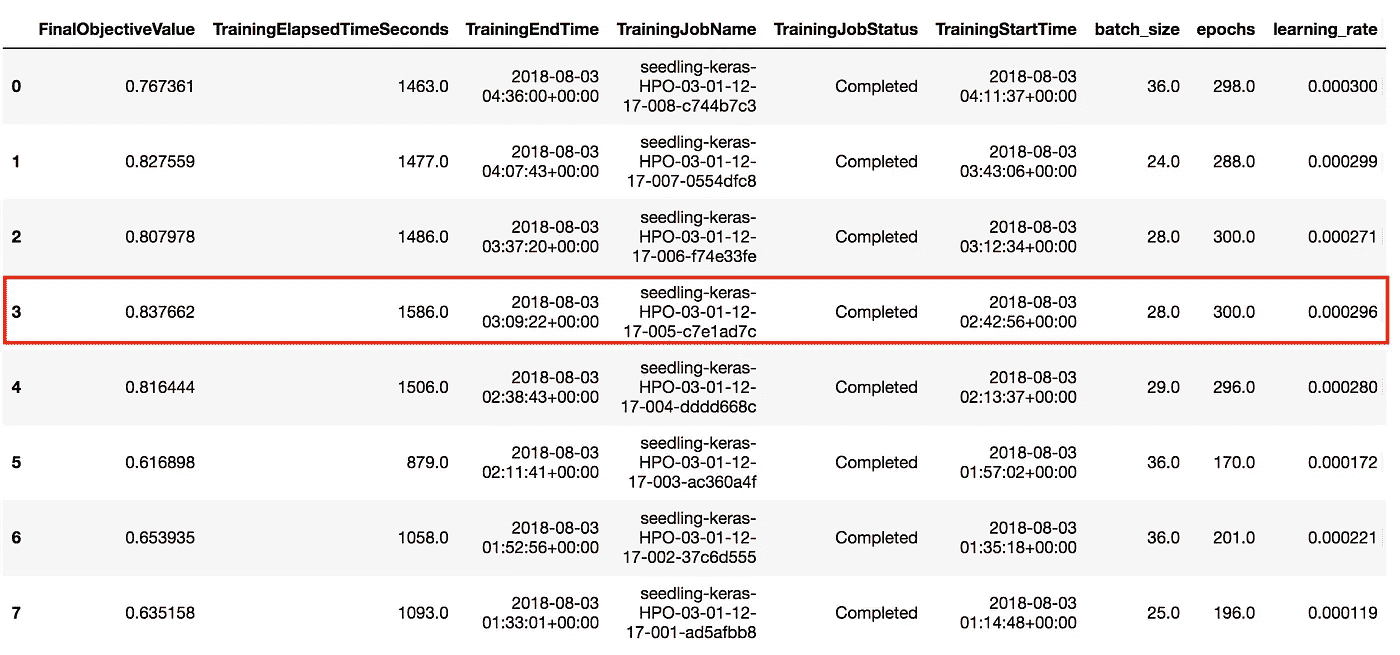 FinalObjectiveValue TrainingElapsedTimeSeconds TrainingEndTime TrainingJobName TrainingJobStatus TrainingStartTime batch_size epochs learning_rate
0 0.767361 1463.0 2018-08-03 04:36:00+00:00 seedling-keras-HPO-03-01-12-17-008-c744b7c3 Completed 2018-08-03 04:11:37+00:00 36.0 298.0 0.000300
1 0.827559 1477.0 2018-08-03 04:07:43+00:00 seedling-keras-HPO-03-01-12-17-007-0554dfc8 Completed 2018-08-03 03:43:06+00:00 24.0 288.0 0.000299
2 0.807978 1486.0 2018-08-03 03:37:20+00:00 seedling-keras-HPO-03-01-12-17-006-f74e33fe Completed 2018-08-03 03:12:34+00:00 28.0 300.0 0.000271
3 0.837662 1586.0 2018-08-03 03:09:22+00:00 seedling-keras-HPO-03-01-12-17-005-c7e1ad7c Completed 2018-08-03 02:42:56+00:00 28.0 300.0 0.000296
4 0.816444 1506.0 2018-08-03 02:38:43+00:00 seedling-keras-HPO-03-01-12-17-004-dddd668c Completed 2018-08-03 02:13:37+00:00 29.0 296.0 0.000280
5 0.616898 879.0 2018-08-03 02:11:41+00:00 seedling-keras-HPO-03-01-12-17-003-ac360a4f Completed 2018-08-03 01:57:02+00:00 36.0 170.0 0.000172
6 0.653935 1058.0 2018-08-03 01:52:56+00:00 seedling-keras-HPO-03-01-12-17-002-37c6d555 Completed 2018-08-03 01:35:18+00:00 36.0 201.0 0.000221
7 0.635158 1093.0 2018-08-03 01:33:01+00:00 seedling-keras-HPO-03-01-12-17-001-ad5afbb8 Completed 2018-08-03 01:14:48+00:00 25.0 196.0 0.000119